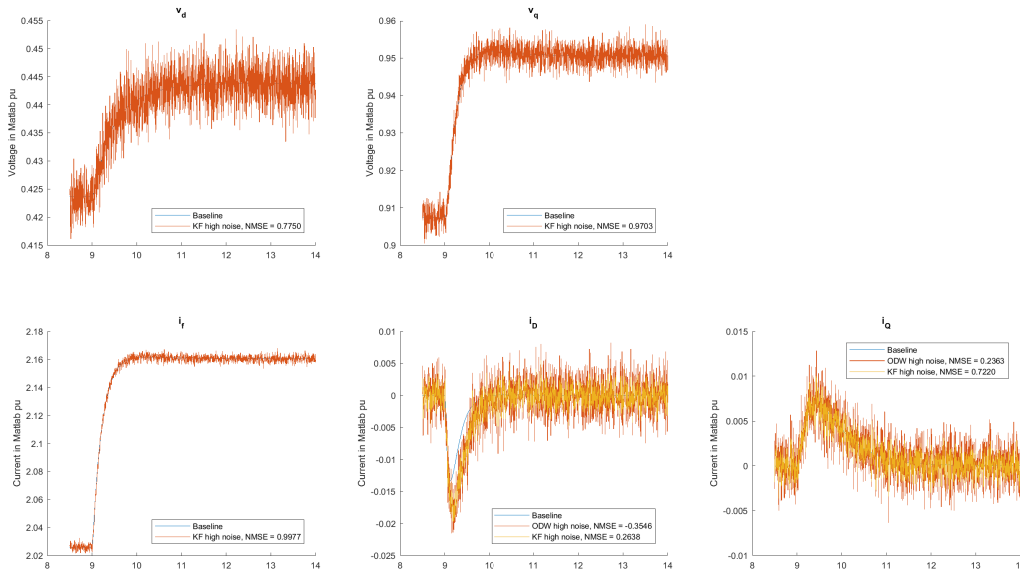 v_d
0.455
0.45
0.445
0.44
0.435
0.43
0.425
0.42
0.415
Voltage in Matlab pu
8 9 10 11 12 13 14
Baseline
KF high noise, NMSE = 0.7750
v_q
0.96
0.95
0.94
0.93
0.92
0.91
0.9
Voltage in Matlab pu
8 9 10 11 12 13 14
Baseline
KF high noise, NMSE = 0.9703
i_f
2.18
2.16
2.14
2.12
2.1
2.08
2.06
2.04
2.02
Current in Matlab pu
8 9 10 11 12 13 14
Baseline
KF high noise, NMSE = 0.9977
i_D
0.01
0.005
0
-0.005
-0.01
-0.015
-0.02
-0.025
Current in Matlab pu
8 9 10 11 12 13 14
Baseline
ODW high noise, NMSE = -0.3546
KF high noise, NMSE = 0.2638
i_Q
0.015
0.01
0.005
0
-0.005
-0.01
Current in Matlab pu
8 9 10 11 12 13
Baseline
ODW high noise, NMSE = 0.2363
KF high noise, NMSE = 0.7220